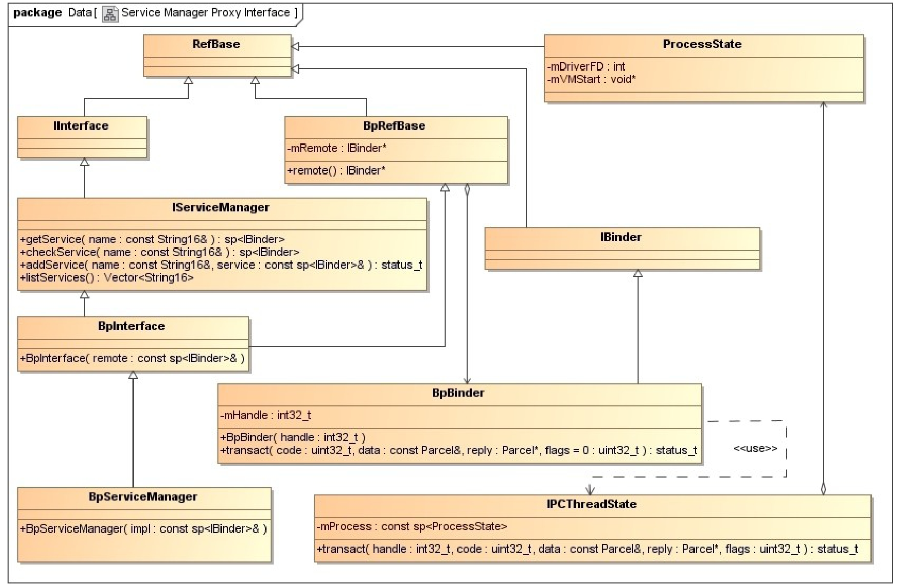 package Data[ Service Manager Proxy Interface ]
RefBase
ProcessState
-mDriverFD : int
-mVMStart : void*
IInterface
BpRefBase
-mRemote : IBinder*
+remote() : IBinder*
IServiceManager
+getService( name : const String16& ) : sp<IBinder>
+checkService( name : const String16& ) : sp<IBinder>
+addService( name : const String16&, service : const sp<IBinder>& ) : status_t
+listServices() : Vector<String16>
IBinder
BpInterface
+BpInterface( remote : const sp<IBinder>& )
BpBinder
-mHandle : int32_t
+BpBinder( handle : int32_t )
+transact( code : uint32_t, data : const Parcel&, reply : Parcel*, flags = 0 : uint32_t ) : status_t
<<use>>
BpServiceManager
+BpServiceManager( impl : const sp<IBinder>& )
IPCThreadState
-mProcess : const sp<ProcessState>
+transact( handle : int32_t, code : uint32_t, data : const Parcel&, reply : Parcel*, flags : uint32_t ) : status_t